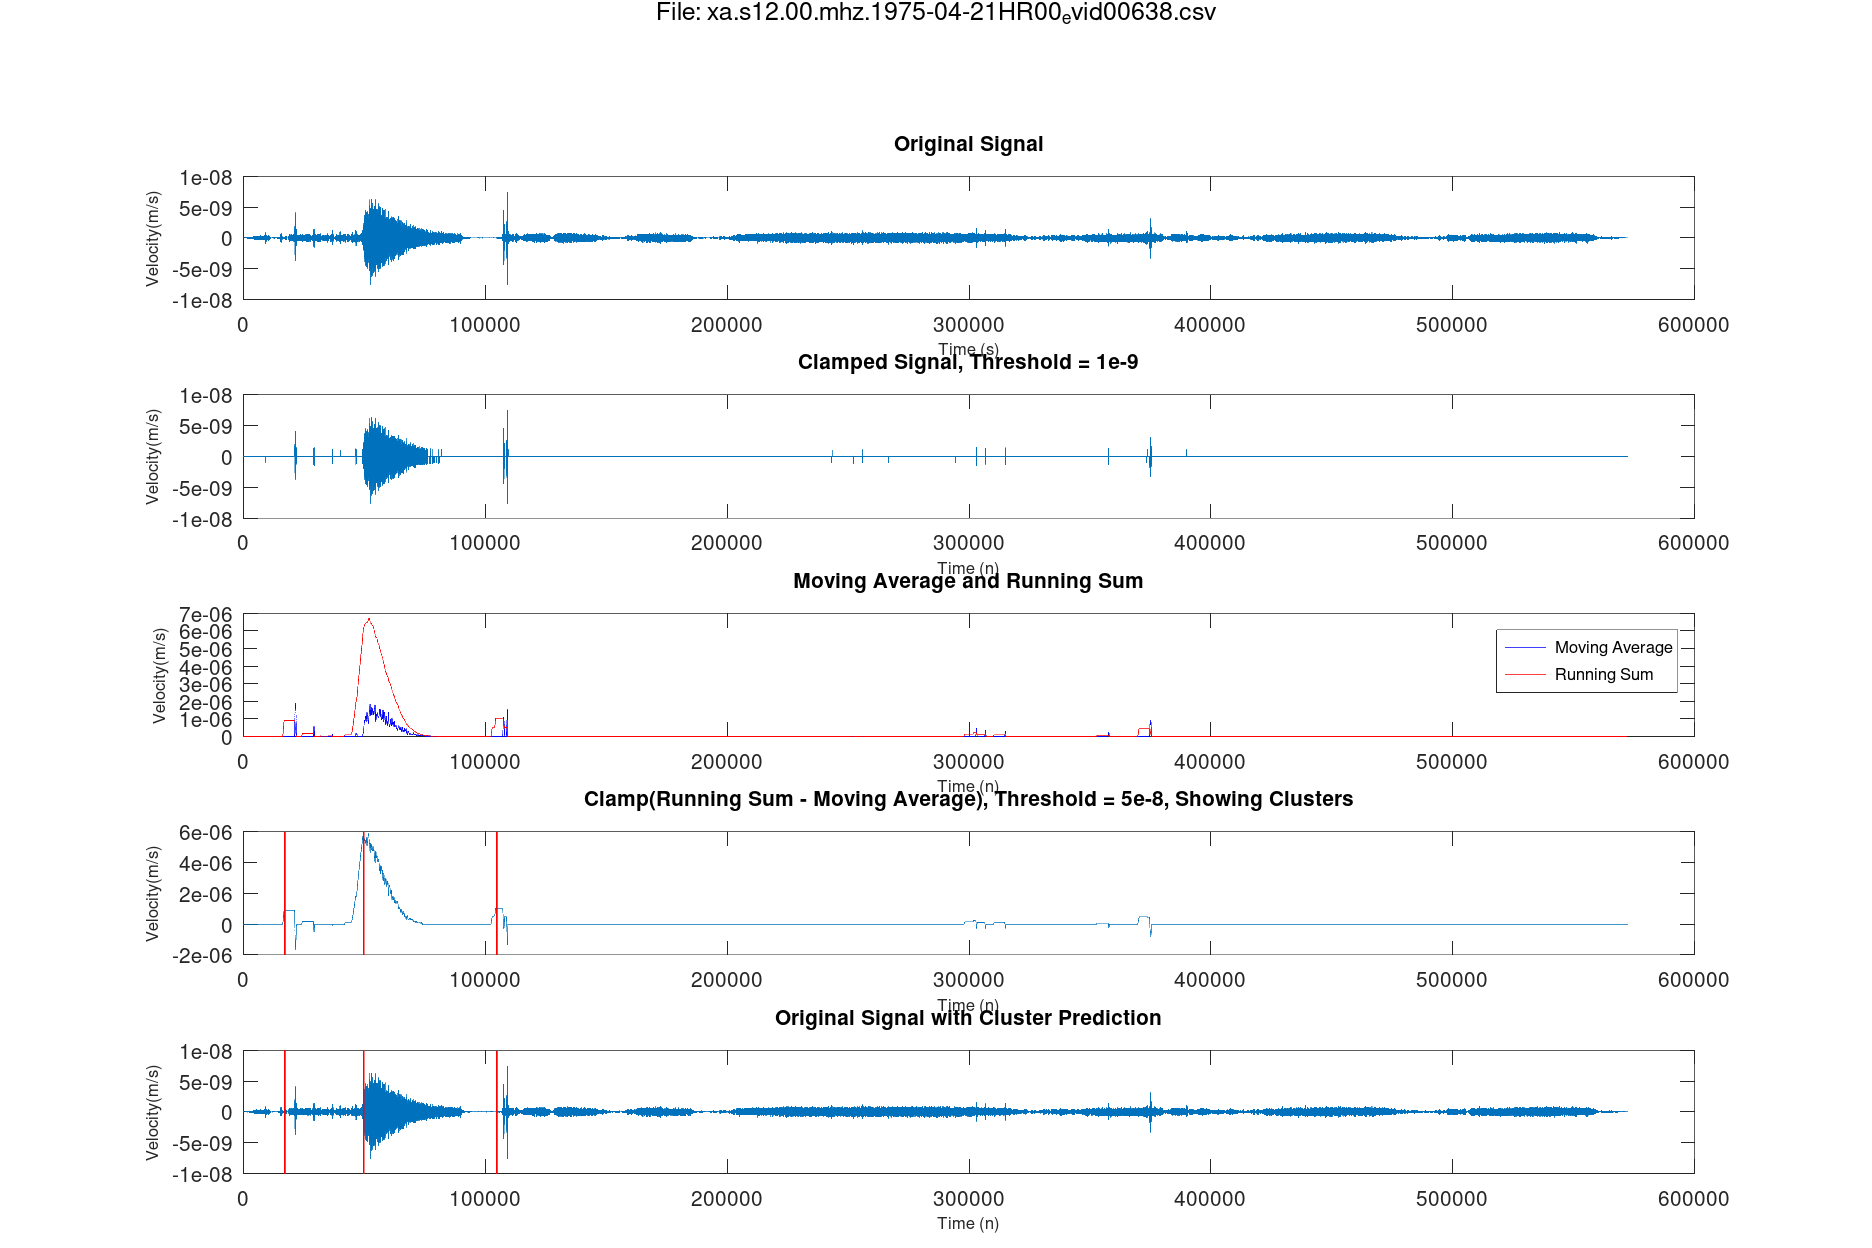 File: xa.s12.00.mhz.1975-04-21HR00evid00638.csv
Original Signal
Velocity(m/s)
1e-08
5e-09
0
-5e-09
-1e-08
0 100000 200000 300000 400000 500000 600000
Time (s)
Clamped Signal, Threshold = 1e-9
Velocity(m/s)
1e-08
5e-09
0
-5e-09
-1e-08
0 100000 200000 300000 400000 500000 600000
Time (n)
Moving Average and Running Sum
Velocity(m/s)
7e-06
6e-06
5e-06
4e-06
3e-06
2e-06
1e-06
0
Moving Average
Running Sum
0 100000 200000 300000 400000 500000 600000
Time (n)
Clamp(Running Sum - Moving Average), Threshold = 5e-8, Showing Clusters
Velocity(m/s)
6e-06
4e-06
2e-06
0
-2e-06
0 100000 200000 300000 400000 500000 600000
Time (n)
Original Signal with Cluster Prediction
Velocity(m/s)
1e-08
5e-09
0
-5e-09
-1e-08
0 100000 200000 300000 400000 500000 600000
Time (n)